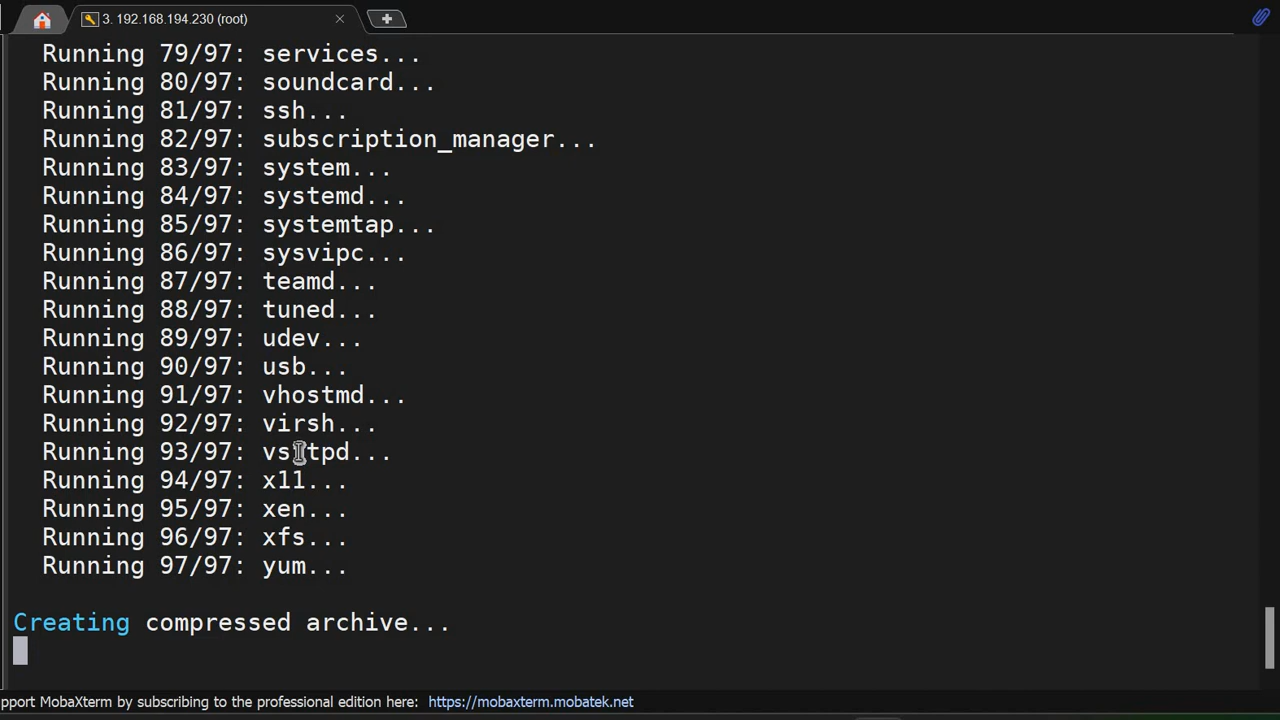 3. 192.168.194.230 (root)
Running 79/97: services...
Running 80/97: soundcard...
Running 81/97: ssh...
Running 82/97: subscription_manager...
Running 83/97: system...
Running 84/97: systemd...
Running 85/97: systemtap...
Running 86/97: sysvipc...
Running 87/97: teamd...
Running 88/97: tuned...
Running 89/97: udev...
Running 90/97: usb...
Running 91/97: vhostmd...
Running 92/97: virsh...
Running 93/97: vsftpd...
Running 94/97: x11...
Running 95/97: xen...
Running 96/97: xfs...
Running 97/97: yum...
Creating compressed archive...
pport MobaXterm by subscribing to the professional edition here: https://mobaxterm.mobatek.net